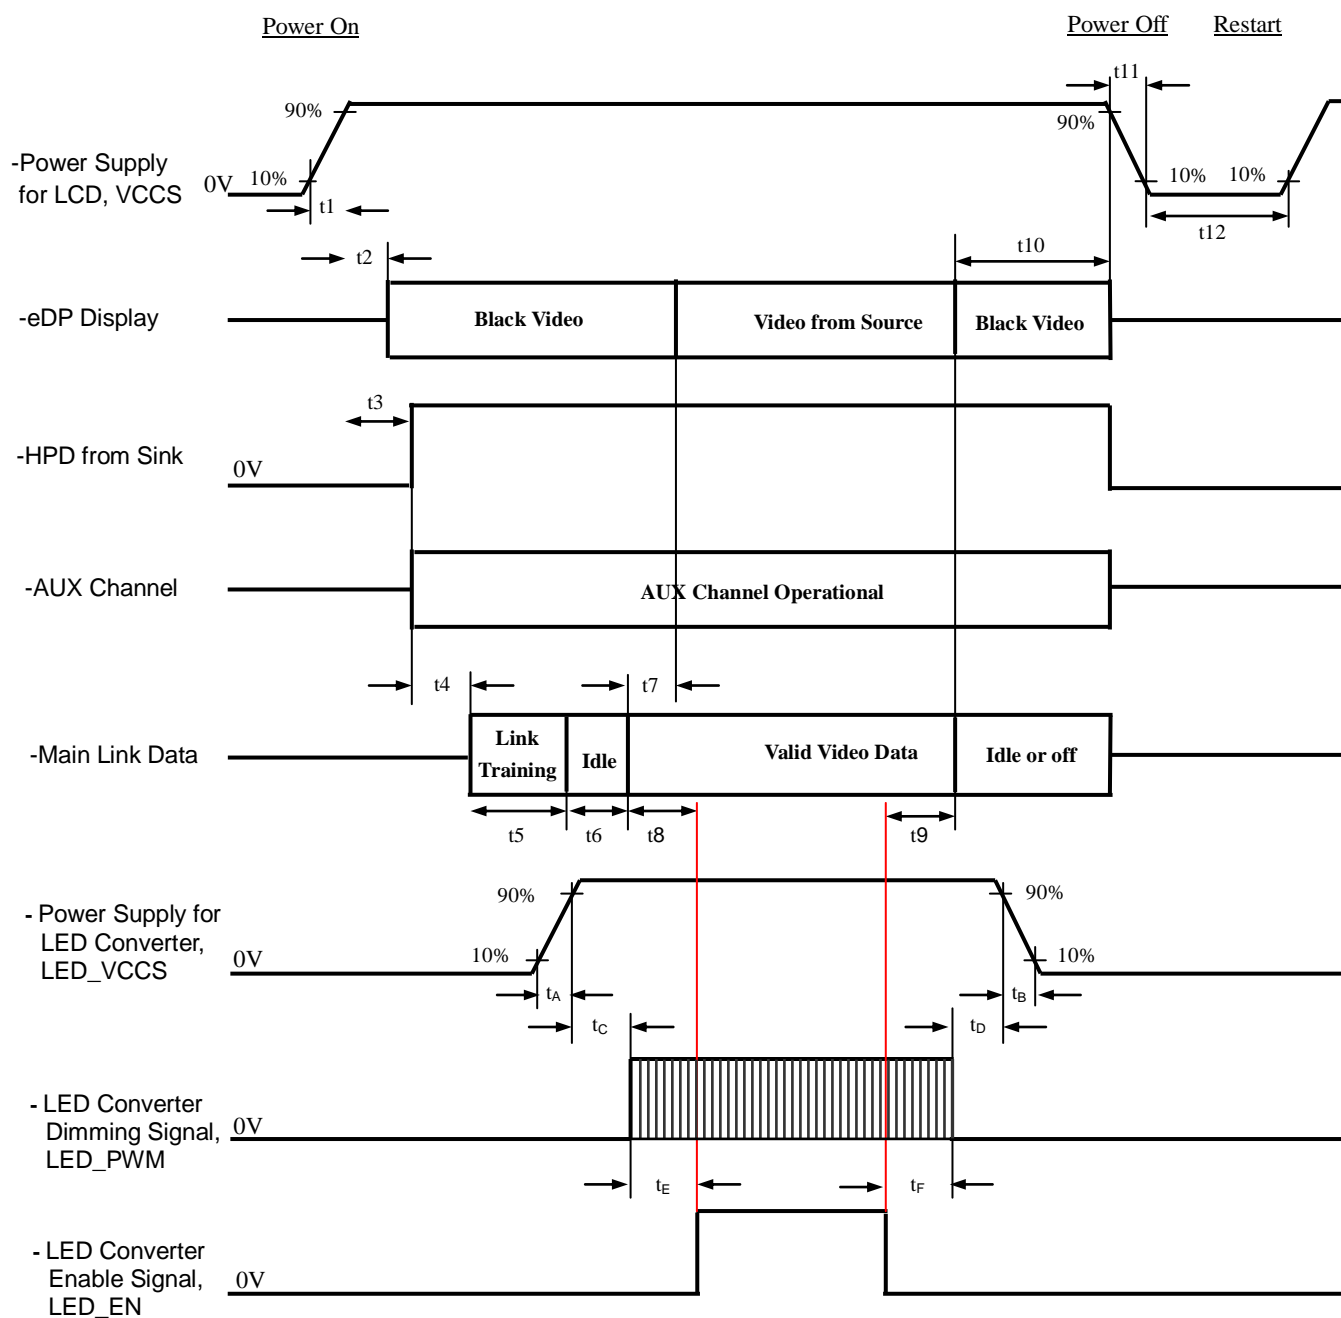 Power On
Power Off
Restart
t11
90%
90%
-Power Supply
for LCD, VCCS
0V
10%
10%
10%
t1
t12
t2
t10
-eDP Display
Black Video
Video from Source
Black Video
t3
-HPD from Sink
0V
-AUX Channel
AUX Channel Operational
t4
t7
-Main Link Data
Link
Training
Idle
Valid Video Data
Idle or off
t5
t6
t8
t9
90%
90%
- Power Supply for
LED Converter,
LED_VCCS
0V
10%
10%
tA
tB
tC
tD
- LED Converter
Dimming Signal,
LED_PWM
0V
tE
tF
- LED Converter
Enable Signal,
LED_EN
0V